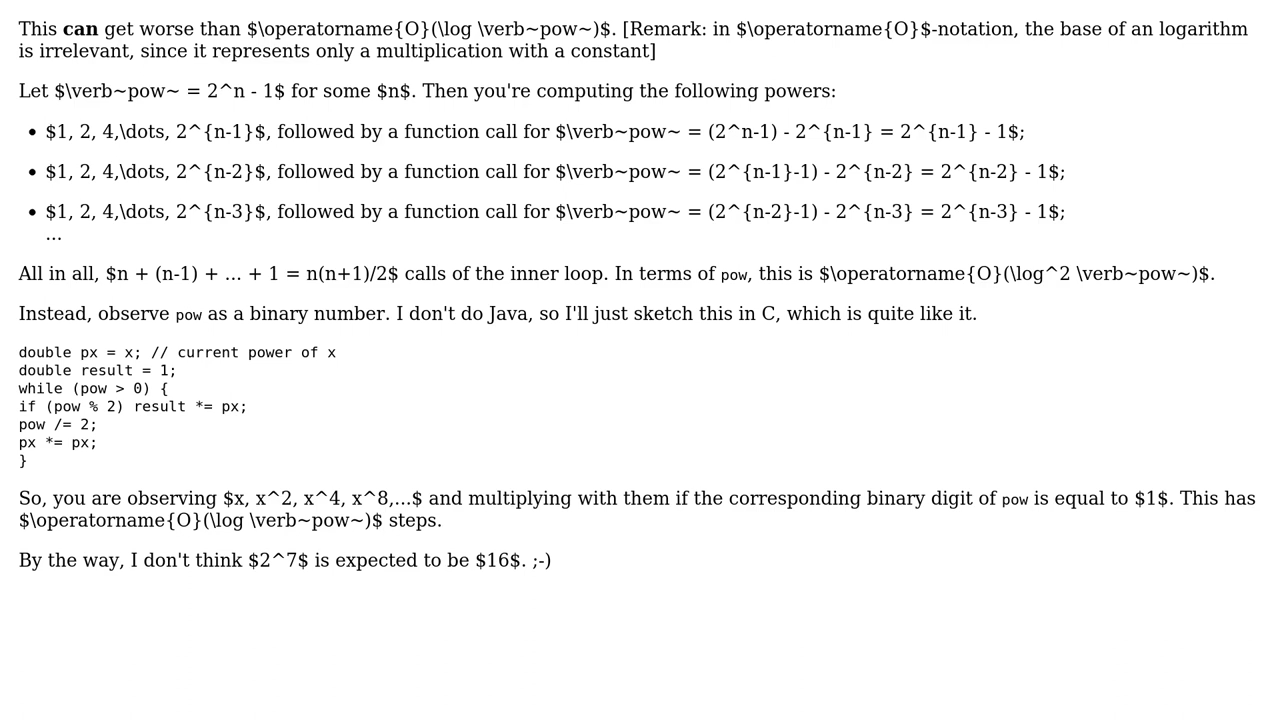 This can get worse than $\operatorname{O}(\log \verb~pow~)$. [Remark: in $\operatorname{O}$-notation, the base of an logarithm
is irrelevant, since it represents only a multiplication with a constant]
Let $\verb~pow~ = 2^n - 1$ for some $n$. Then you're computing the following powers:
• $1, 2, 4,\dots, 2^{n-1}$, followed by a function call for $\verb~pow~ = (2^n-1) - 2^{n-1} = 2^{n-1} - 1$;
• $1, 2, 4,\dots, 2^{n-2}$, followed by a function call for $\verb~pow~ = (2^{n-1}-1) - 2^{n-2} = 2^{n-2} - 1$;
• $1, 2, 4,\dots, 2^{n-3}$, followed by a function call for $\verb~pow~ = (2^{n-2}-1) - 2^{n-3} = 2^{n-3} - 1$;
...
All in all, $n + (n-1) + ... + 1 = n(n+1)/2$ calls of the inner loop. In terms of pow, this is $\operatorname{O}(\log^2 \verb~pow~)$.
Instead, observe pow as a binary number. I don't do Java, so I'll just sketch this in C, which is quite like it.
double px = x; // current power of x
double result = 1;
while (pow > 0) {
if (pow % 2) result *= px;
pow /= 2;
px *= px;
}
So, you are observing $x, x^2, x^4, x^8,...$ and multiplying with them if the corresponding binary digit of pow is equal to $1$. This has
$\operatorname{O}(\log \verb~pow~)$ steps.
By the way, I don't think $2^7$ is expected to be $16$. ;-)